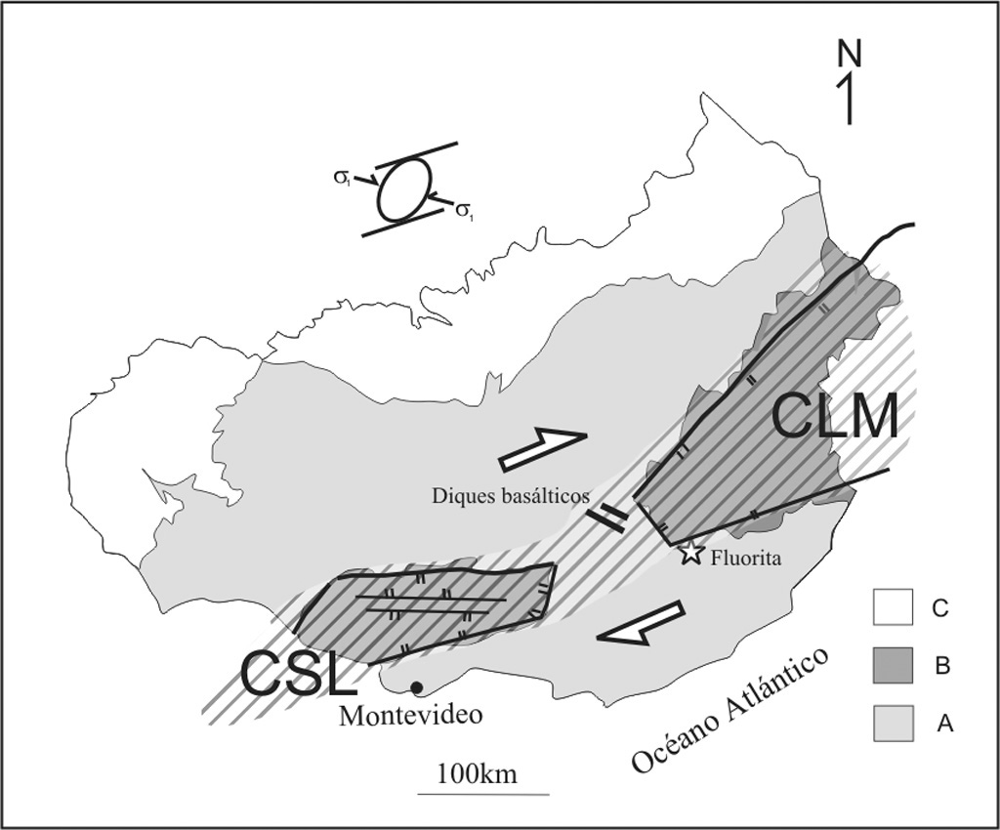 N
σ1
σ1
CLM
Diques basálticos
Fluorita
C
CSL
B
Montevideo
A
Océano Atlántico
100km